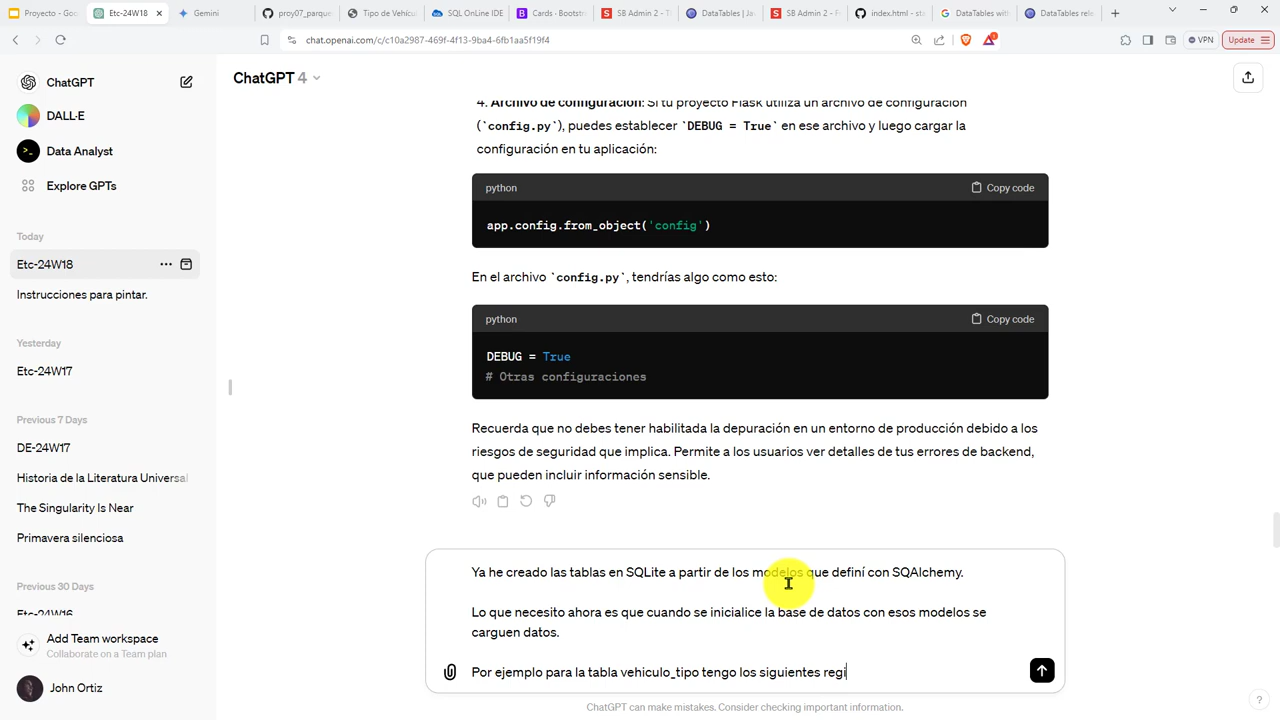 Proyecto - Goo
Etc-24W18
Gemini
proy07_parque
Tipo de Vehícu
SQL OnLine IDE
Cards · Bootstr
SB Admin 2 - Ta
DataTables | Ja
SB Admin 2 - Fr
index.html - sta
DataTables with
DataTables rele
chat.openai.com/c/c10a2987-469f-4f13-9ba4-6fb1aa5f19f4
VPN
Update
ChatGPT
DALL·E
Data Analyst
Explore GPTs
Today
Etc-24W18
Instrucciones para pintar.
Yesterday
Etc-24W17
Previous 7 Days
DE-24W17
Historia de la Literatura Universal
The Singularity Is Near
Primavera silenciosa
Previous 30 Days
Etc-24W16
Add Team workspace
Collaborate on a Team plan
John Ortiz
ChatGPT 4
4. Archivo de configuración: Si tu proyecto Flask utiliza un archivo de configuración
(`config.py`), puedes establecer `DEBUG = True` en ese archivo y luego cargar la
configuración en tu aplicación:
python
Copy code
app.config.from_object('config')
En el archivo `config.py`, tendrías algo como esto:
python
Copy code
DEBUG = True
# Otras configuraciones
Recuerda que no debes tener habilitada la depuración en un entorno de producción debido a los
riesgos de seguridad que implica. Permite a los usuarios ver detalles de tus errores de backend,
que pueden incluir información sensible.
Ya he creado las tablas en SQLite a partir de los modelos que definí con SQAlchemy.
Lo que necesito ahora es que cuando se inicialice la base de datos con esos modelos se
carguen datos.
Por ejemplo para la tabla vehiculo_tipo tengo los siguientes regi
ChatGPT can make mistakes. Consider checking important information.
?